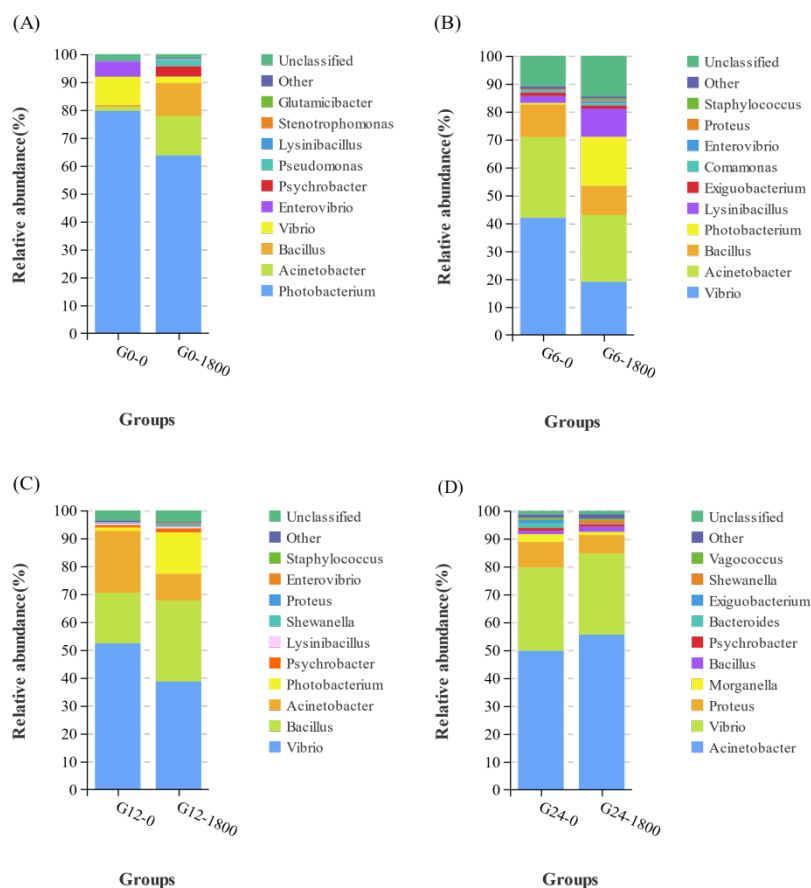 (A)
Relative abundance(%)
100
90
80
70
60
50
40
30
20
10
0
G0-0
G0-1800
Groups
Unclassified
Other
Glutamicibacter
Stenotrophomonas
Lysinibacillus
Pseudomonas
Psychrobacter
Enterovibrio
Vibrio
Bacillus
Acinetobacter
Photobacterium
(B)
Relative abundance(%)
100
90
80
70
60
50
40
30
20
10
0
G6-0
G6-1800
Groups
Unclassified
Other
Staphylococcus
Proteus
Enterovibrio
Comamonas
Exiguobacterium
Lysinibacillus
Photobacterium
Bacillus
Acinetobacter
Vibrio
(C)
Relative abundance(%)
100
90
80
70
60
50
40
30
20
10
0
G12-0
G12-1800
Groups
Unclassified
Other
Staphylococcus
Enterovibrio
Proteus
Shewanella
Lysinibacillus
Psychrobacter
Photobacterium
Acinetobacter
Bacillus
Vibrio
(D)
Relative abundance(%)
100
90
80
70
60
50
40
30
20
10
0
G24-0
G24-1800
Groups
Unclassified
Other
Vagococcus
Shewanella
Exiguobacterium
Bacteroides
Psychrobacter
Bacillus
Morganella
Proteus
Vibrio
Acinetobacter